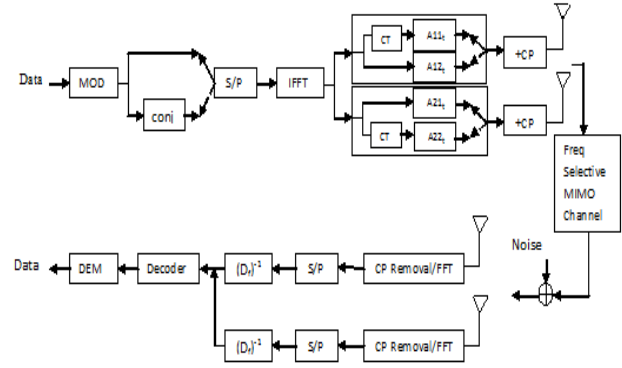 Data
MOD
conj
S/P
IFFT
CT
A11t
A12t
+CP
A21t
CT
A22t
+CP
Freq
Selective
MIMO
Channel
Noise
Data
DEM
Decoder
(Dr)-1
S/P
CP Removal/FFT
(Dr)-1
S/P
CP Removal/FFT